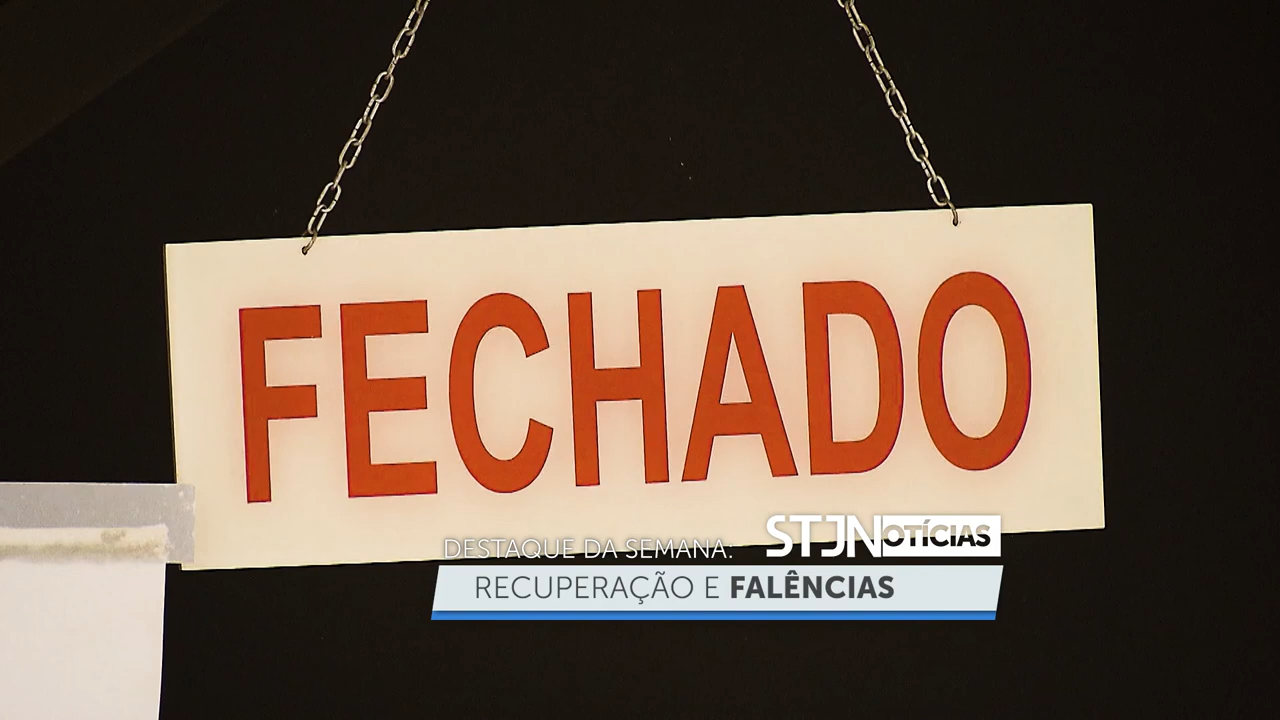 FECHADO
DESTAQUE DA SEMANA: STJNOTÍCIAS
RECUPERAÇÃO E FALÊNCIAS